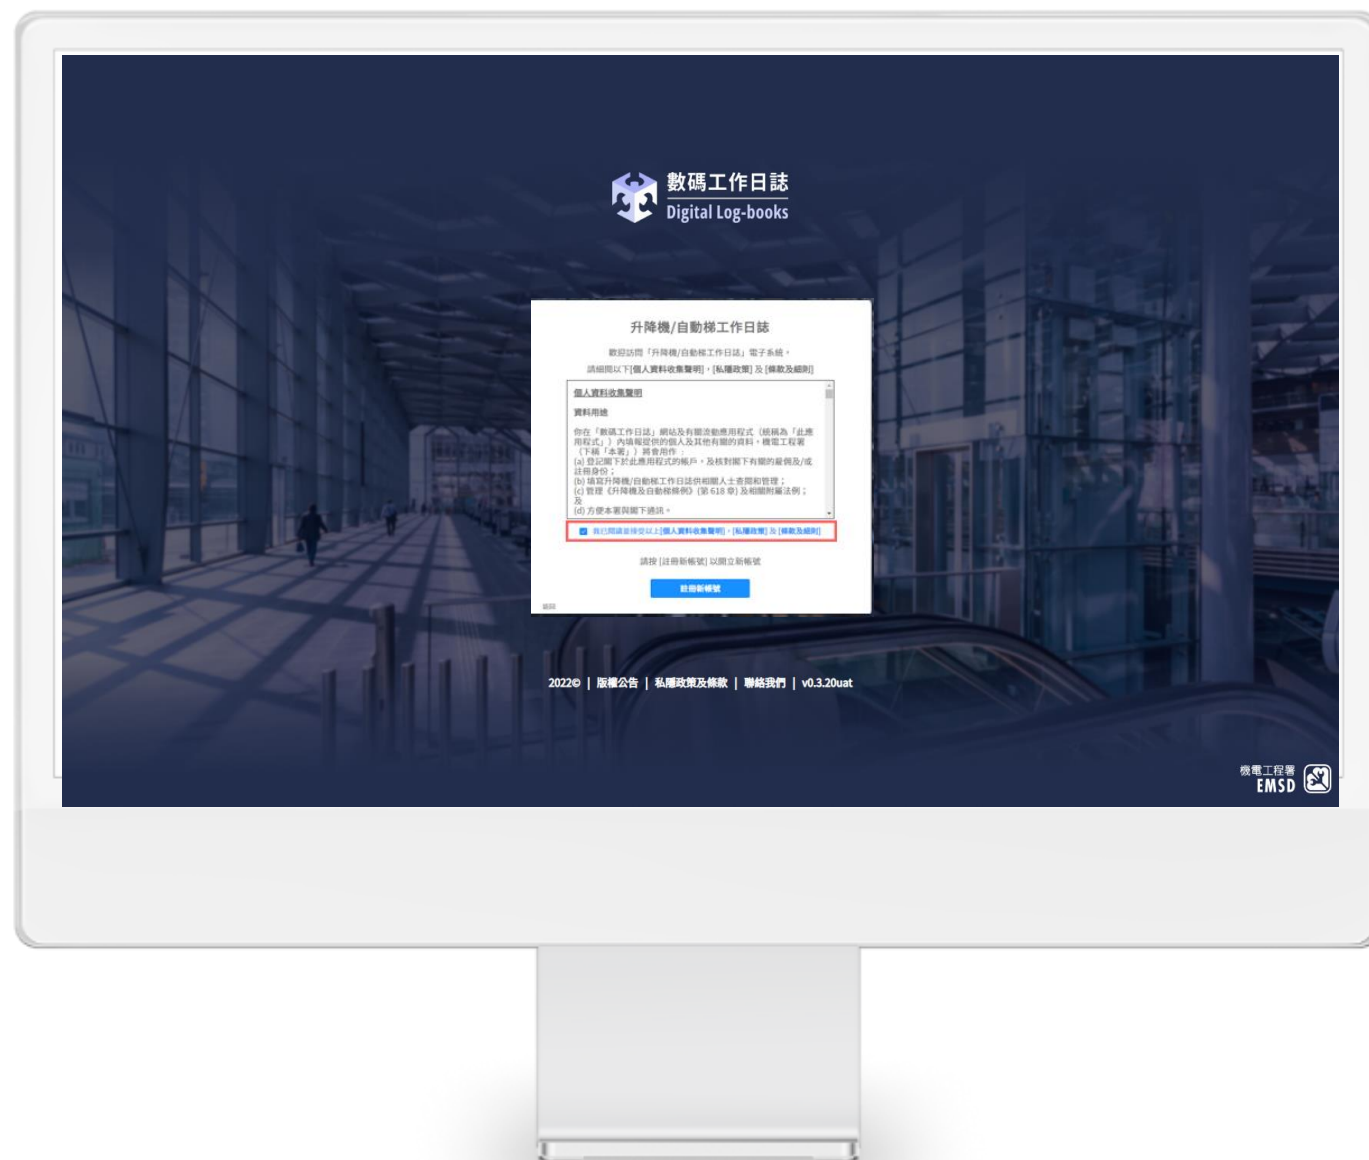 數碼工作日誌
Digital Log-books
升降機/自動梯工作日誌
歡迎訪問「升降機/自動梯工作日誌」電子系統。
請細閱以下[個人資料收集聲明]，[私隱政策] 及 [條款及細則]
個人資料收集聲明
資料用途
你在「數碼工作日誌」網站及有關流動應用程式（統稱為「此應
用程式」）內填報提供的個人及其他有關的資料，機電工程署
（下稱「本署」）將會用作：
(a) 登記閣下於此應用程式的帳戶，及核對閣下有關的僱傭及/或
註冊身份；
(b) 填寫升降機/自動梯工作日誌供相關人士查閱和管理；
(c) 管理《升降機及自動梯條例》(第 618 章) 及相關附屬法例；
及
(d) 方便本署與閣下通訊。
我已閱讀並接受以上[個人資料收集聲明]，[私隱政策] 及 [條款及細則]
請按 [註冊新帳號] 以開立新帳號
註冊新帳號
返回
2022© | 版權公告 | 私隱政策及條款 | 聯絡我們 | v0.3.20uat
機電工程署
EMSD